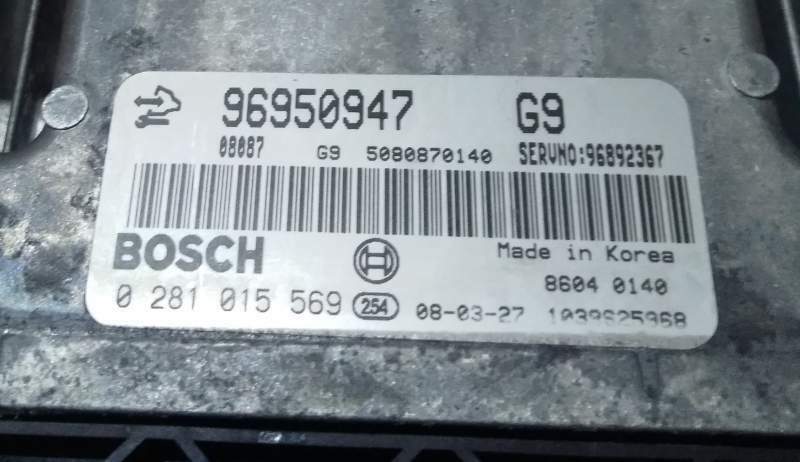 96950947 G9
08087 G9 5080870140 SERVNO:96892367
BOSCH Made in Korea
8604 0140
0 281 015 569 254 08-03-27 1039625968